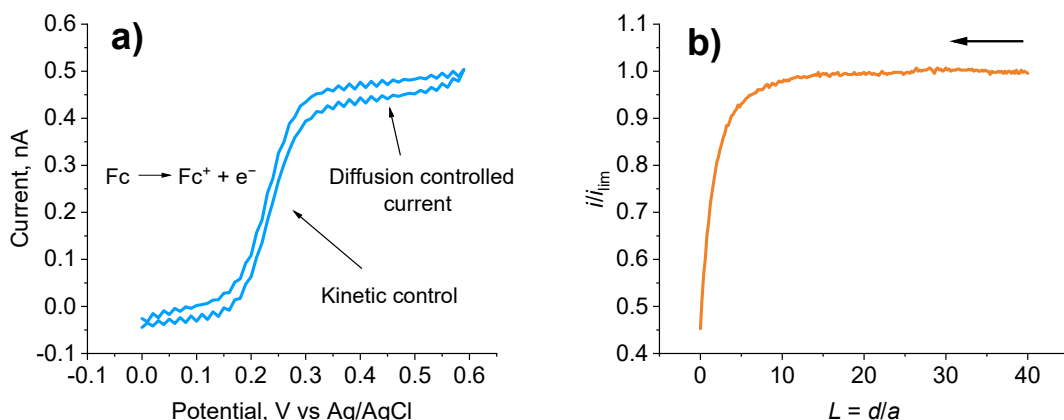 a)
0.6
0.5
0.4
0.3
0.2
0.1
0.0
-0.1
Current, nA
Fc ⟶ Fc⁺ + e⁻
Diffusion controlled
current
Kinetic control
-0.1 0.0 0.1 0.2 0.3 0.4 0.5 0.6
Potential, V vs Ag/AgCl
b)
1.1
1.0
0.9
0.8
0.7
0.6
0.5
0.4
i/i_lim
0 10 20 30 40
L = d/a